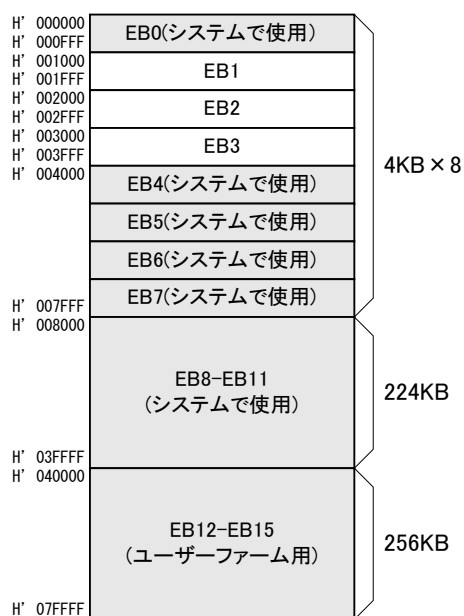 H' 000000
EB0(システムで使用)
H' 000FFF
H' 001000
EB1
H' 001FFF
H' 002000
EB2
H' 002FFF
H' 003000
EB3
H' 003FFF
H' 004000
EB4(システムで使用)
EB5(システムで使用)
EB6(システムで使用)
EB7(システムで使用)
H' 007FFF
4KB×8
H' 008000
EB8-EB11
(システムで使用)
H' 03FFFF
224KB
H' 040000
EB12-EB15
(ユーザーファーム用)
H' 07FFFF
256KB